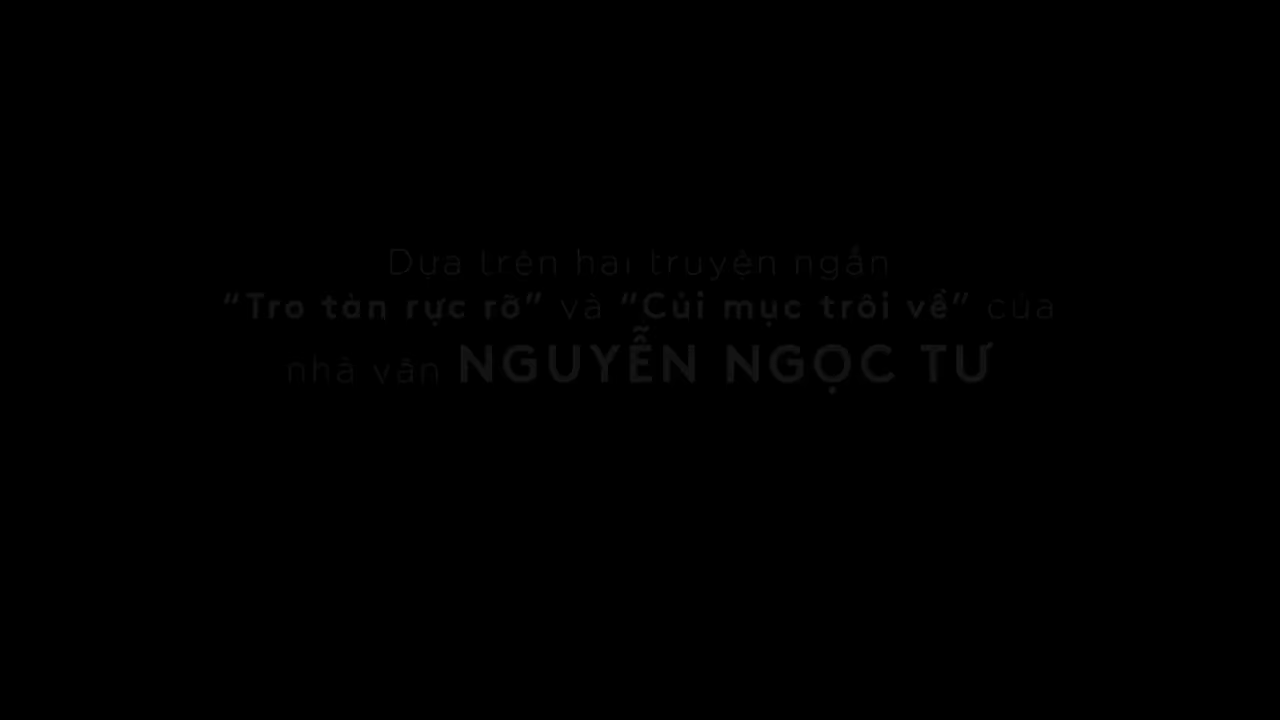 Dựa trên hai truyện ngắn
“Tro tàn rực rỡ” và “Củi mục trôi về” của
nhà văn NGUYỄN NGỌC TƯ